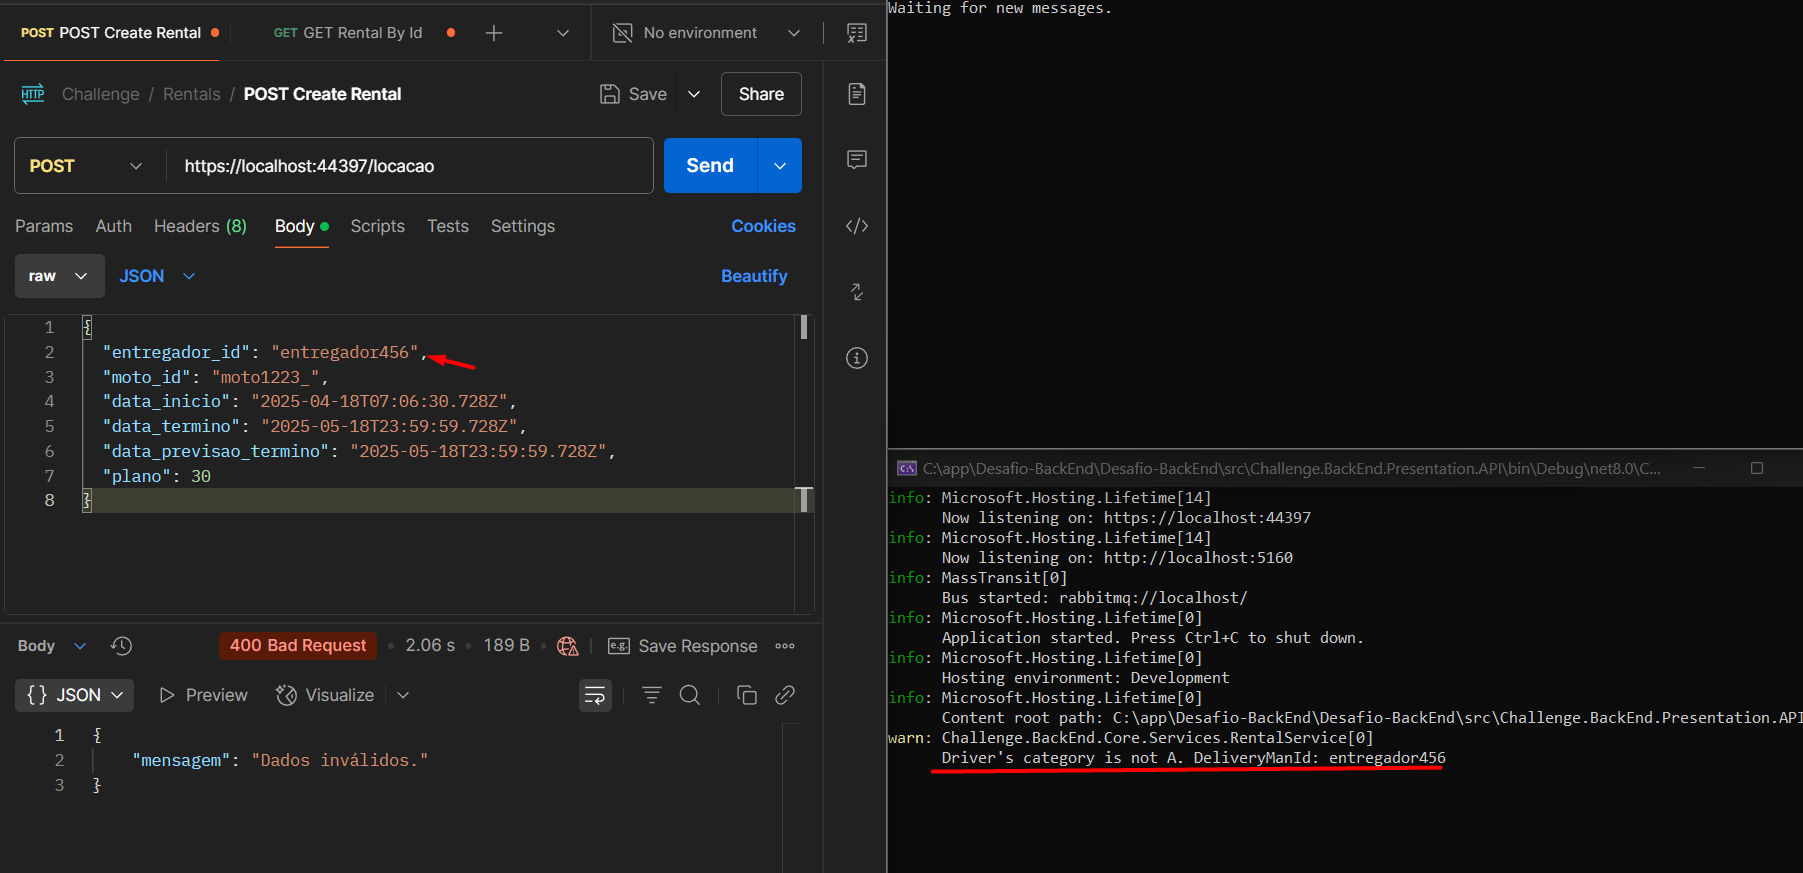 POST POST Create Rental
GET GET Rental By Id
No environment
HTTP Challenge / Rentals / POST Create Rental
Save
Share
POST
https://localhost:44397/locacao
Send
Params Auth Headers (8) Body Scripts Tests Settings
Cookies
raw
JSON
Beautify
1 {
2 "entregador_id": "entregador456",
3 "moto_id": "moto1223_",
4 "data_inicio": "2025-04-18T07:06:30.728Z",
5 "data_termino": "2025-05-18T23:59:59.728Z",
6 "data_previsao_termino": "2025-05-18T23:59:59.728Z",
7 "plano": 30
8 }
Body
400 Bad Request • 2.06 s • 189 B •
e.g. Save Response
{} JSON
Preview
Visualize
1 {
2 "mensagem": "Dados inválidos."
3 }
Waiting for new messages.
C:\app\Desafio-BackEnd\Desafio-BackEnd\src\Challenge.BackEnd.Presentation.API\bin\Debug\net8.0\C...
info: Microsoft.Hosting.Lifetime[14]
Now listening on: https://localhost:44397
info: Microsoft.Hosting.Lifetime[14]
Now listening on: http://localhost:5160
info: MassTransit[0]
Bus started: rabbitmq://localhost/
info: Microsoft.Hosting.Lifetime[0]
Application started. Press Ctrl+C to shut down.
info: Microsoft.Hosting.Lifetime[0]
Hosting environment: Development
info: Microsoft.Hosting.Lifetime[0]
Content root path: C:\app\Desafio-BackEnd\Desafio-BackEnd\src\Challenge.BackEnd.Presentation.API
warn: Challenge.BackEnd.Core.Services.RentalService[0]
Driver's category is not A. DeliveryManId: entregador456